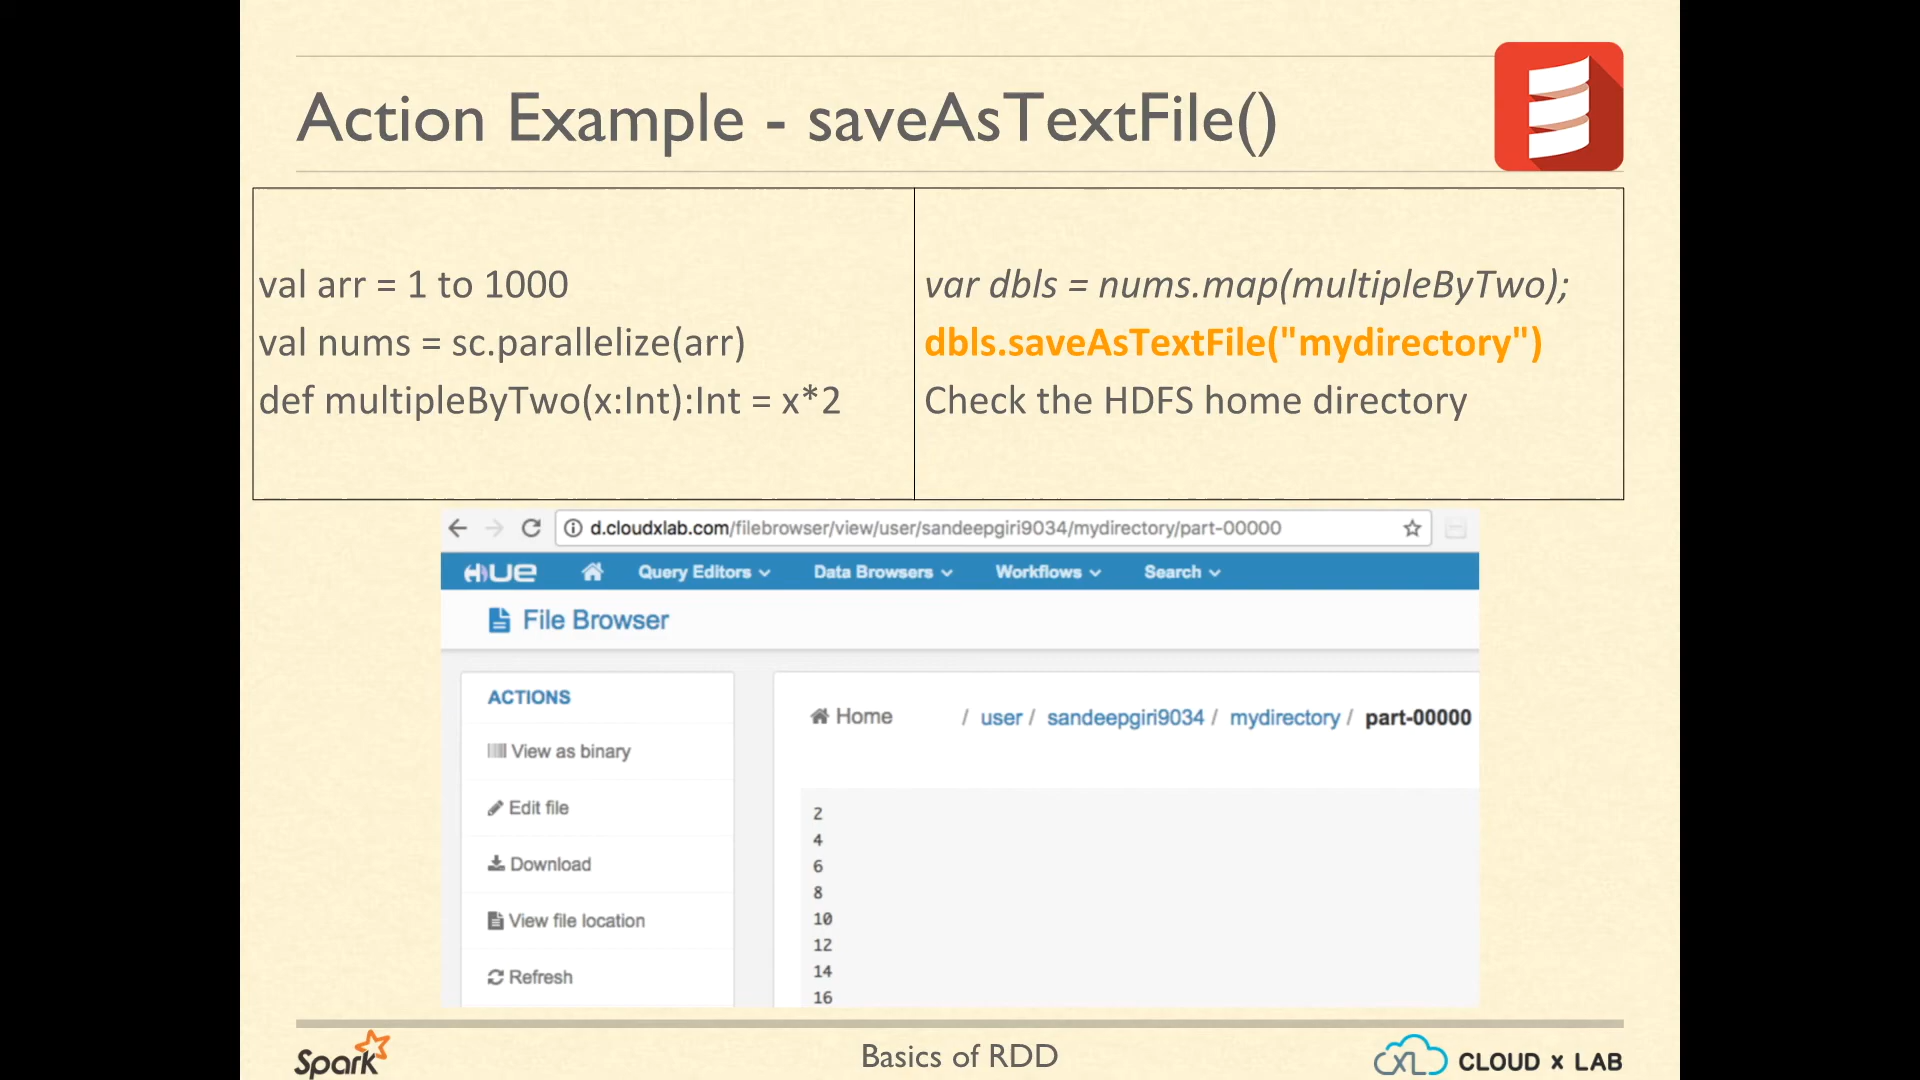 Action Example - saveAsTextFile()
val arr = 1 to 1000
val nums = sc.parallelize(arr)
def multipleByTwo(x:Int):Int = x*2
var dbls = nums.map(multipleByTwo);
dbls.saveAsTextFile("mydirectory")
Check the HDFS home directory
d.cloudxlab.com/filebrowser/view/user/sandeepgiri9034/mydirectory/part-00000
HUE Query Editors Data Browsers Workflows Search
File Browser
ACTIONS
View as binary
Edit file
Download
View file location
Refresh
Home / user / sandeepgiri9034 / mydirectory / part-00000
2
4
6
8
10
12
14
16
Spark
Basics of RDD
CXL CLOUD x LAB